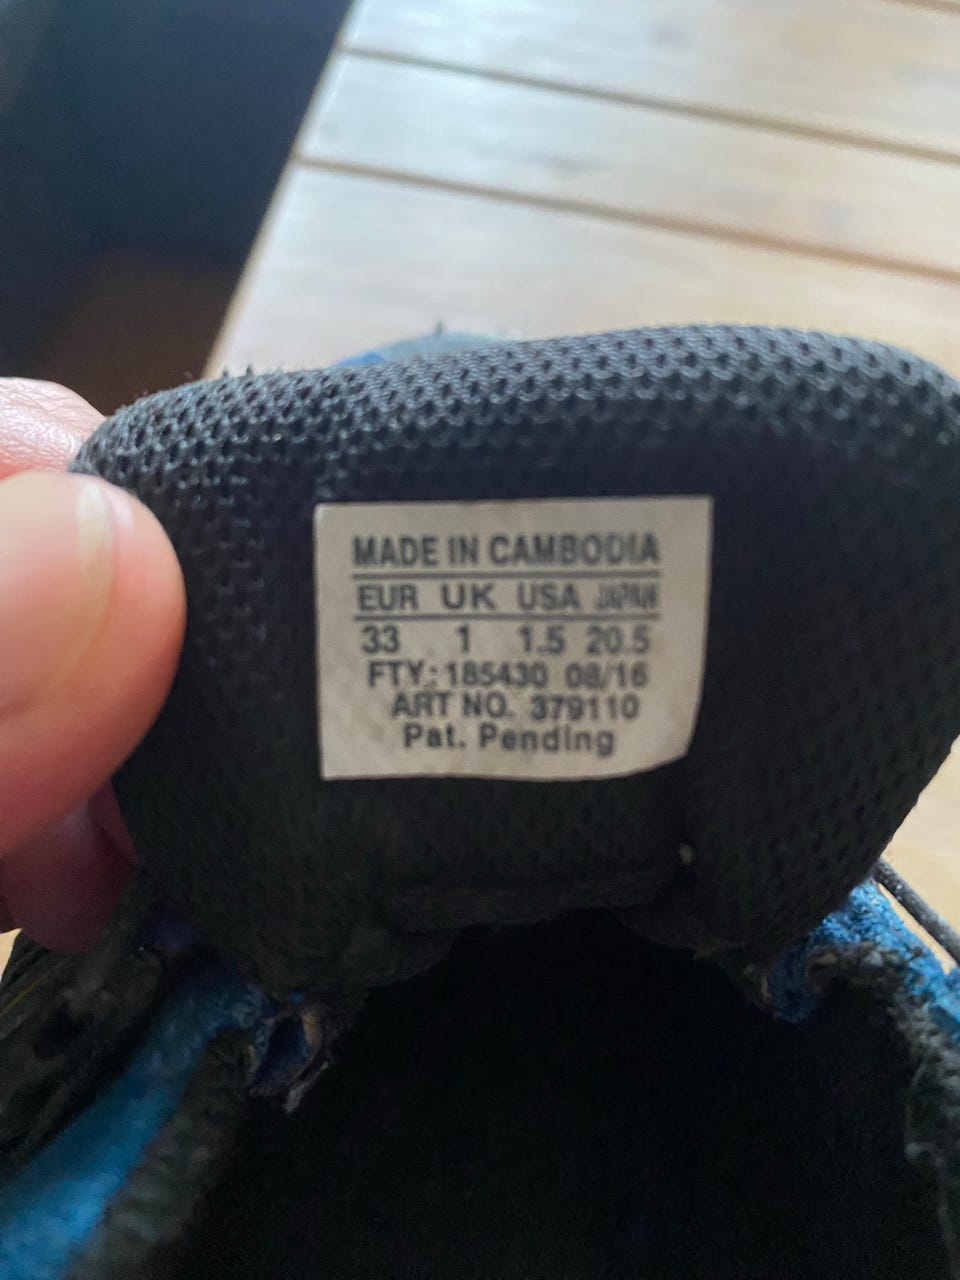 MADE IN CAMBODIA
EUR UK USA JAPAN
33 1 1.5 20.5
FTY: 185430 08/16
ART NO. 379110
Pat. Pending